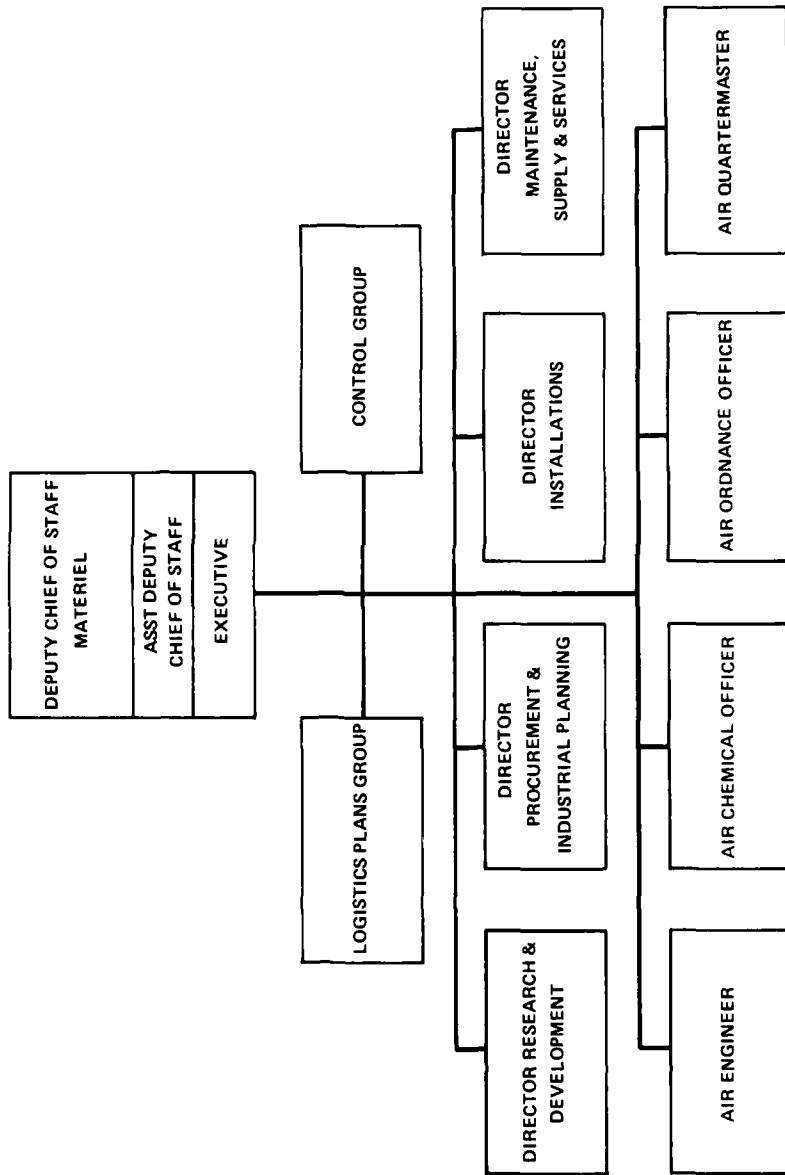 DEPUTY CHIEF OF STAFF
MATERIEL
ASST DEPUTY
CHIEF OF STAFF
EXECUTIVE
LOGISTICS PLANS GROUP
CONTROL GROUP
DIRECTOR RESEARCH &
DEVELOPMENT
DIRECTOR
PROCUREMENT &
INDUSTRIAL PLANNING
DIRECTOR
INSTALLATIONS
DIRECTOR
MAINTENANCE,
SUPPLY & SERVICES
AIR ENGINEER
AIR CHEMICAL OFFICER
AIR ORDNANCE OFFICER
AIR QUARTERMASTER